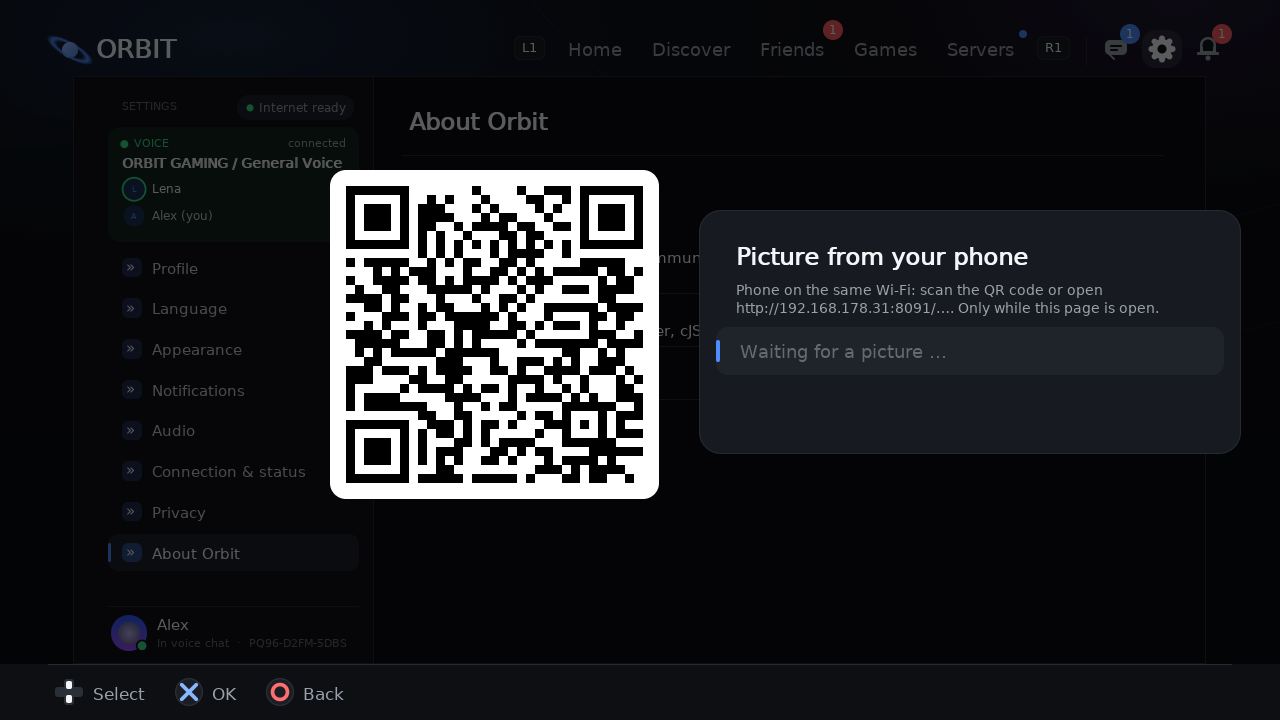 ORBIT
L1
Home
Discover
Friends
1
Games
Servers
R1
1
1
SETTINGS
Internet ready
VOICE
connected
ORBIT GAMING / General Voice
L
Lena
A
Alex (you)
Profile
Language
Appearance
Notifications
Audio
Connection & status
Privacy
About Orbit
Alex
In voice chat · PQ96-D2FM-5DBS
About Orbit
Picture from your phone
Phone on the same Wi-Fi: scan the QR code or open
http://192.168.178.31:8091/…. Only while this page is open.
Waiting for a picture …
Select
OK
Back